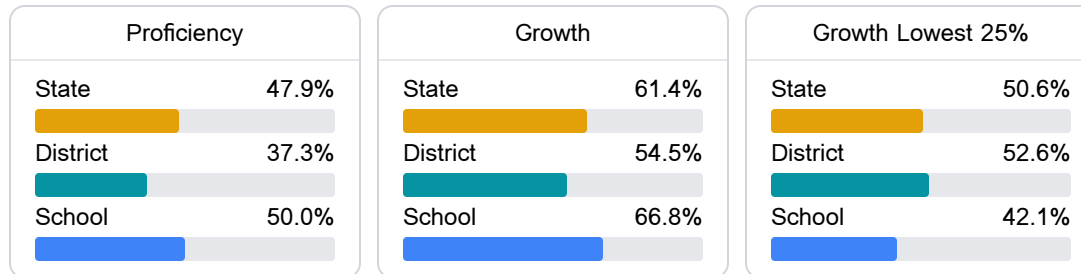 Proficiency
State 47.9%
District 37.3%
School 50.0%
Growth
State 61.4%
District 54.5%
School 66.8%
Growth Lowest 25%
State 50.6%
District 52.6%
School 42.1%